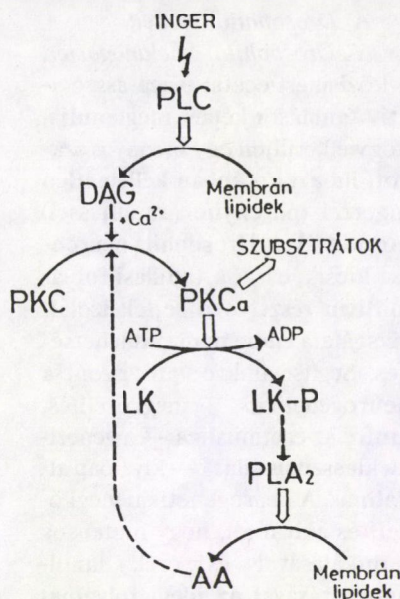 INGER
PLC
DAG
Membrán
lipidek
+Ca²⁺
SZUBSZTRÁTOK
PKC
PKCa
ATP
ADP
LK
LK-P
PLA₂
AA
Membrán
lipidek